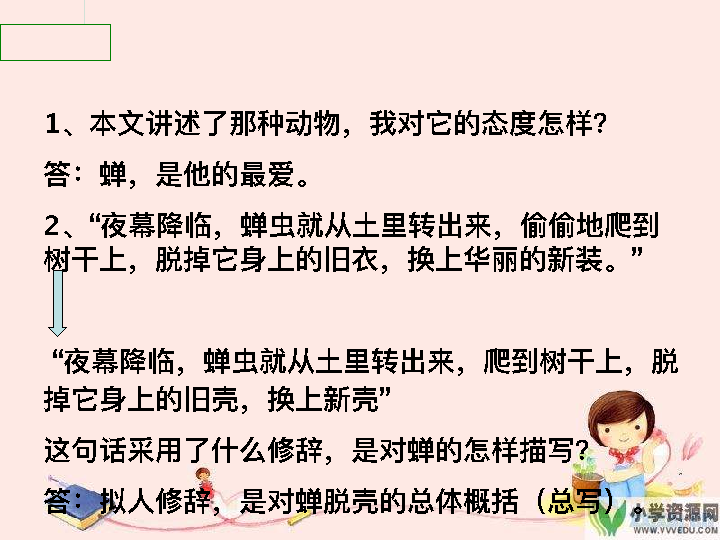 1、本文讲述了那种动物，我对它的态度怎样？
答：蝉，是他的最爱。
2、“夜幕降临，蝉虫就从土里转出来，偷偷地爬到
树干上，脱掉它身上的旧衣，换上华丽的新装。”
“夜幕降临，蝉虫就从土里转出来，爬到树干上，脱
掉它身上的旧壳，换上新壳”
这句话采用了什么修辞，是对蝉的怎样描写？
答：拟人修辞，是对蝉脱壳的总体概括（总写）。
小学资源网
WWW.YVVEDU.COM